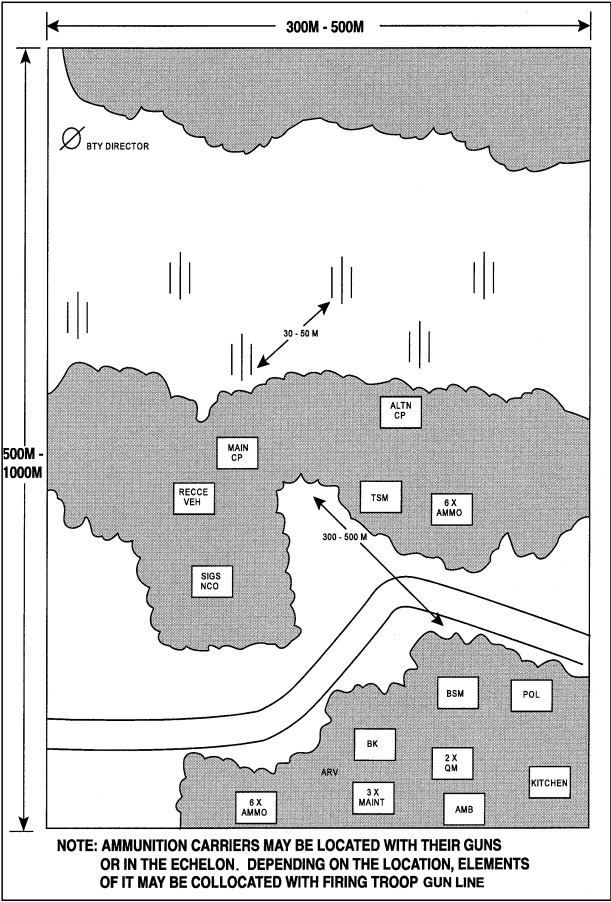 300M - 500M
BTY DIRECTOR
30 - 50 M
500M -
1000M
ALTN
CP
MAIN
CP
RECCE
VEH
TSM
6 X
AMMO
300 - 500 M
SIGS
NCO
BSM
POL
BK
2 X
QM
ARV
KITCHEN
3 X
MAINT
6 X
AMMO
AMB
NOTE: AMMUNITION CARRIERS MAY BE LOCATED WITH THEIR GUNS
OR IN THE ECHELON. DEPENDING ON THE LOCATION, ELEMENTS
OF IT MAY BE COLLOCATED WITH FIRING TROOP GUN LINE